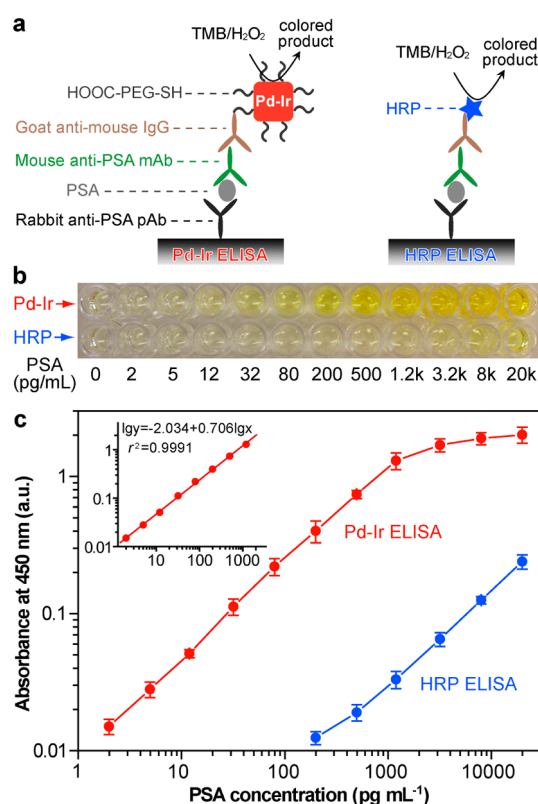 a
TMB/H2O2
colored
product
HOOC-PEG-SH
Pd-Ir
Goat anti-mouse IgG
Mouse anti-PSA mAb
PSA
Rabbit anti-PSA pAb
Pd-Ir ELISA
TMB/H2O2
colored
product
HRP
HRP ELISA
b
Pd-Ir
HRP
PSA
(pg/mL)
0 2 5 12 32 80 200 500 1.2k 3.2k 8k 20k
c
Absorbance at 450 nm (a.u.)
1
0.1
0.01
lgy=-2.034+0.706lgx
r²=0.9991
1
0.1
0.01
10 100 1000
Pd-Ir ELISA
HRP ELISA
1 10 100 1000 10000
PSA concentration (pg mL⁻¹)